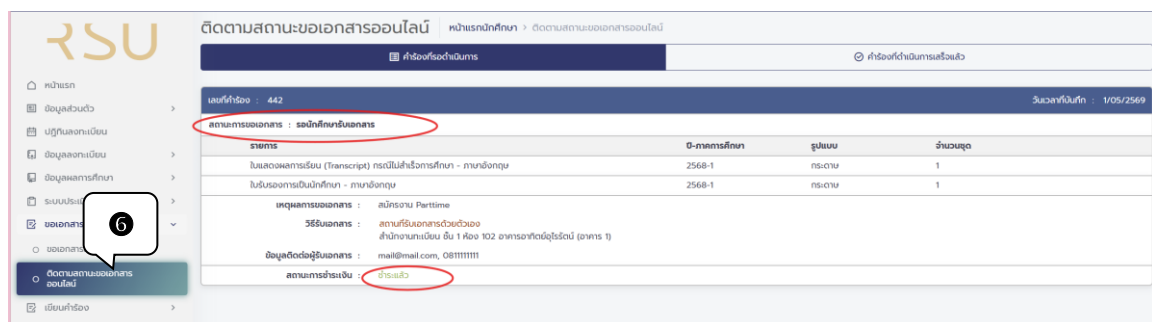 RSU
ติดตามสถานะขอเอกสารออนไลน์ หน้าแรกนักศึกษา > ติดตามสถานะขอเอกสารออนไลน์
คำร้องที่รอดำเนินการ คำร้องที่ดำเนินการเสร็จแล้ว
หน้าแรก
ข้อมูลส่วนตัว
ปฏิทินลงทะเบียน
ข้อมูลลงทะเบียน
ข้อมูลผลการศึกษา
ระบบประเมิ
ขอเอกสาร
ขอเอกสาร
ติดตามสถานะขอเอกสาร
ออนไลน์
เขียนคำร้อง
6
เลขที่คำร้อง : 442 วันเวลาที่บันทึก : 1/05/2569
สถานะการขอเอกสาร : รอนักศึกษารับเอกสาร
รายการ ปี-ภาคการศึกษา รูปแบบ จำนวนชุด
ใบแสดงผลการเรียน (Transcript) กรณีไม่สำเร็จการศึกษา - ภาษาอังกฤษ 2568-1 กระดาษ 1
ใบรับรองการเป็นนักศึกษา - ภาษาอังกฤษ 2568-1 กระดาษ 1
เหตุผลการขอเอกสาร : สมัครงาน Parttime
วิธีรับเอกสาร : สถานที่รับเอกสารด้วยตัวเอง
สำนักงานทะเบียน ชั้น 1 ห้อง 102 อาคารอาทิตย์อุไรรัตน์ (อาคาร 1)
ข้อมูลติดต่อผู้รับเอกสาร : mail@mail.com, 0811111111
สถานะการชำระเงิน : ชำระแล้ว